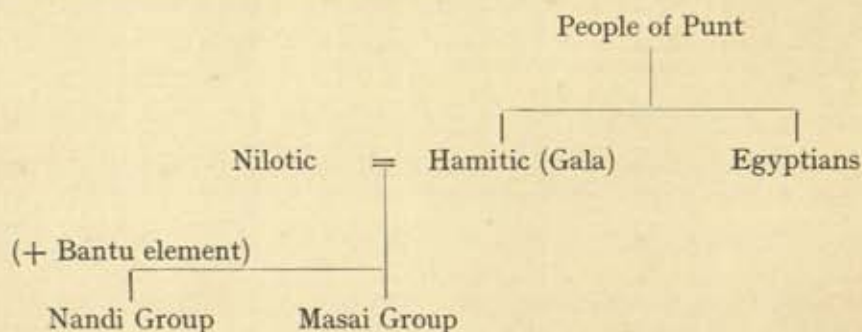 People of Punt
Nilotic = Hamitic (Gala) Egyptians
(+ Bantu element)
Nandi Group Masai Group